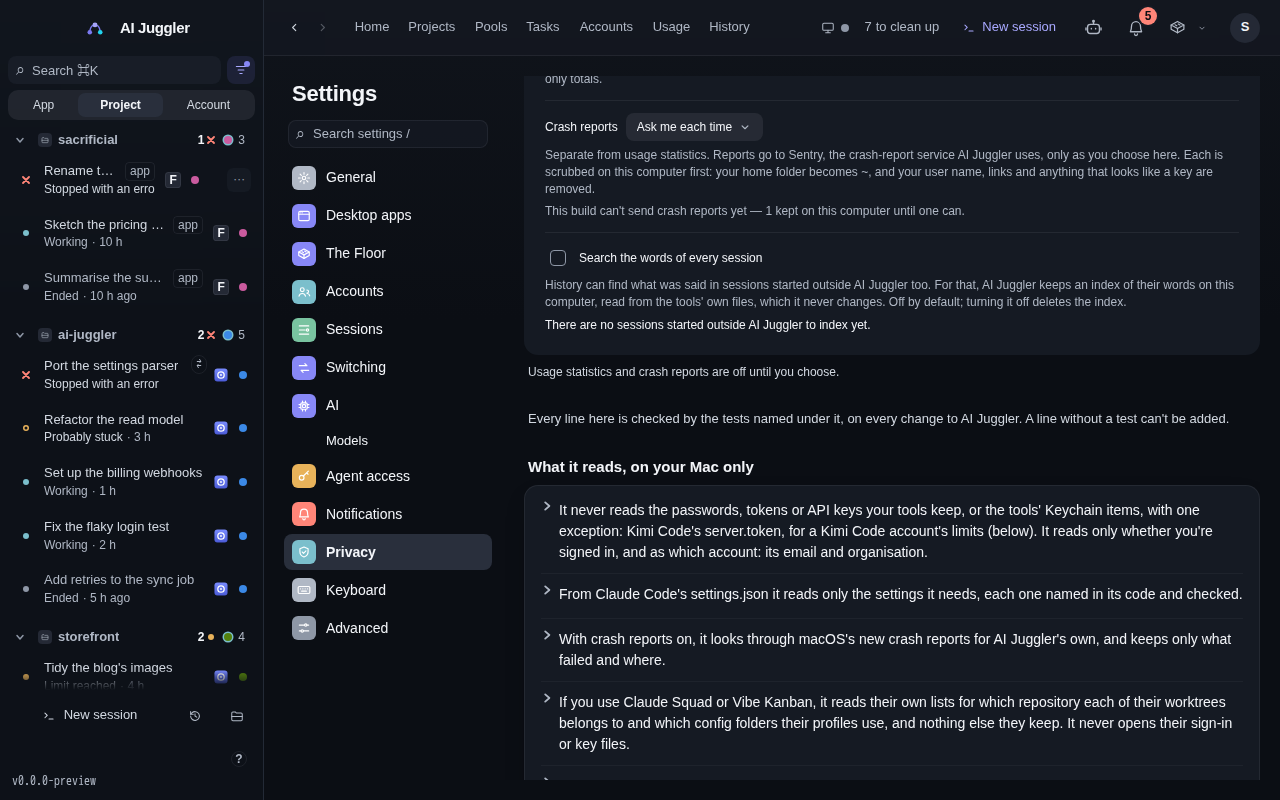 AI Juggler
Search ⌘K
App Project Account
sacrificial 1 3
Rename t… app
Stopped with an erro F
Sketch the pricing … app
Working · 10 h F
Summarise the su… app
Ended · 10 h ago F
ai-juggler 2 5
Port the settings parser
Stopped with an error
Refactor the read model
Probably stuck · 3 h
Set up the billing webhooks
Working · 1 h
Fix the flaky login test
Working · 2 h
Add retries to the sync job
Ended · 5 h ago
storefront 2 4
Tidy the blog's images
Limit reached · 4 h
New session
?
v0.0.0-preview
Home Projects Pools Tasks Accounts Usage History
7 to clean up
New session
5
S
Settings
Search settings /
General
Desktop apps
The Floor
Accounts
Sessions
Switching
AI
Models
Agent access
Notifications
Privacy
Keyboard
Advanced
only totals.
Crash reports Ask me each time
Separate from usage statistics. Reports go to Sentry, the crash-report service AI Juggler uses, only as you choose here. Each is
scrubbed on this computer first: your home folder becomes ~, and your user name, links and anything that looks like a key are
removed.
This build can't send crash reports yet — 1 kept on this computer until one can.
Search the words of every session
History can find what was said in sessions started outside AI Juggler too. For that, AI Juggler keeps an index of their words on this
computer, read from the tools' own files, which it never changes. Off by default; turning it off deletes the index.
There are no sessions started outside AI Juggler to index yet.
Usage statistics and crash reports are off until you choose.
Every line here is checked by the tests named under it, on every change to AI Juggler. A line without a test can't be added.
What it reads, on your Mac only
It never reads the passwords, tokens or API keys your tools keep, or the tools' Keychain items, with one
exception: Kimi Code's server.token, for a Kimi Code account's limits (below). It reads only whether you're
signed in, and as which account: its email and organisation.
From Claude Code's settings.json it reads only the settings it needs, each one named in its code and checked.
With crash reports on, it looks through macOS's new crash reports for AI Juggler's own, and keeps only what
failed and where.
If you use Claude Squad or Vibe Kanban, it reads their own lists for which repository each of their worktrees
belongs to and which config folders their profiles use, and nothing else they keep. It never opens their sign-in
or key files.